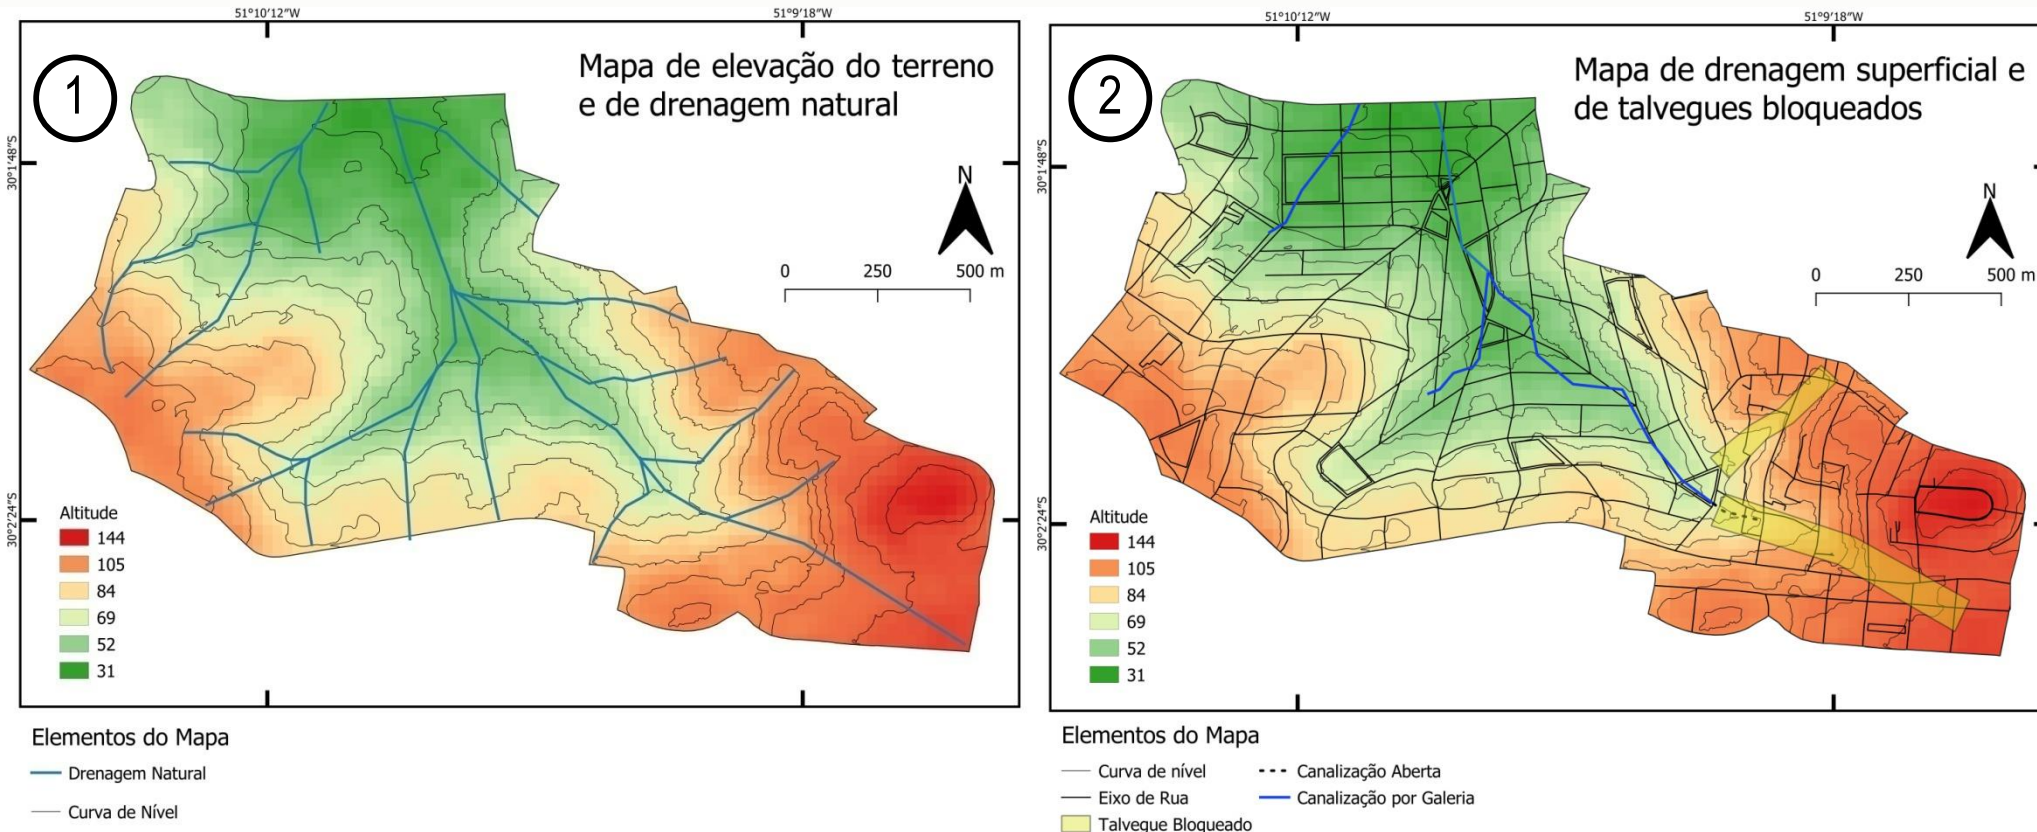 51°10'12"W
51°9'18"W
1
Mapa de elevação do terreno
e de drenagem natural
30°1'48"S
N
0 250 500 m
30°2'24"S
Altitude
144
105
84
69
52
31
Elementos do Mapa
Drenagem Natural
Curva de Nível
51°10'12"W
51°9'18"W
2
Mapa de drenagem superficial e
de talvegues bloqueados
30°1'48"S
N
0 250 500 m
30°2'24"S
Altitude
144
105
84
69
52
31
Elementos do Mapa
Curva de nível
Canalização Aberta
Eixo de Rua
Canalização por Galeria
Talvegue Bloqueado